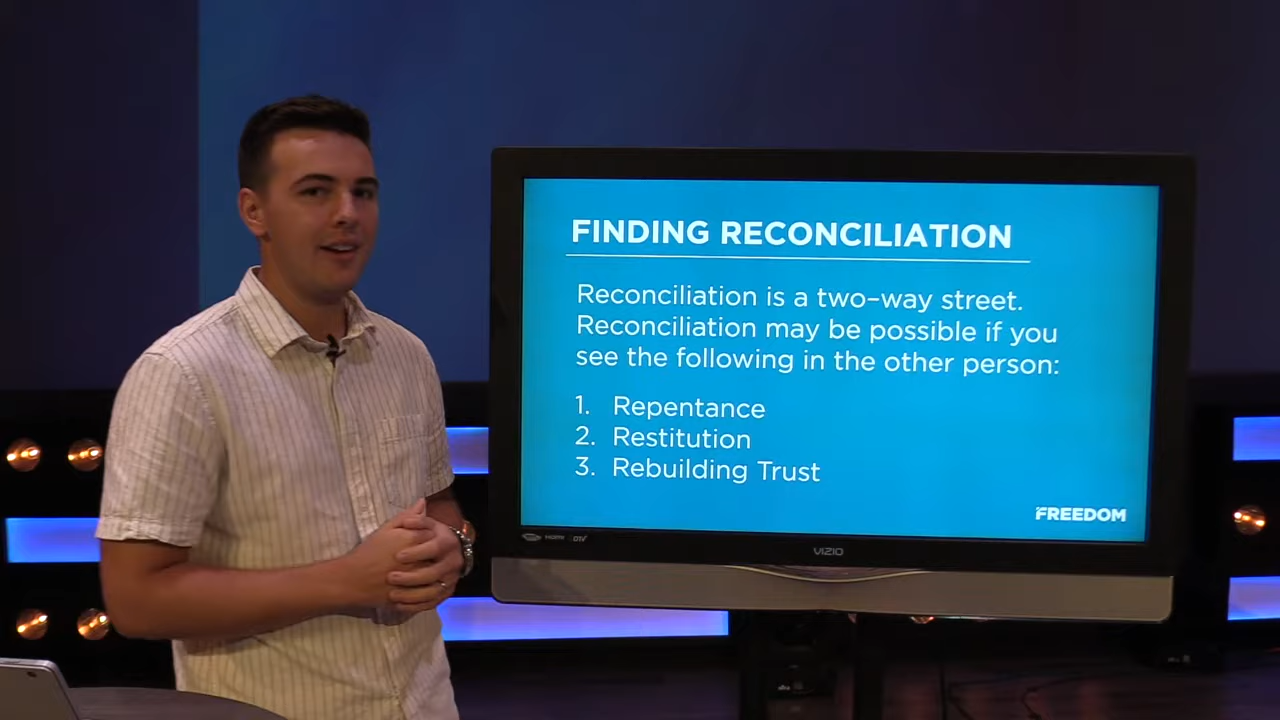 FINDING RECONCILIATION
Reconciliation is a two-way street.
Reconciliation may be possible if you
see the following in the other person:
1. Repentance
2. Restitution
3. Rebuilding Trust
FREEDOM
HDMI
VIZIO